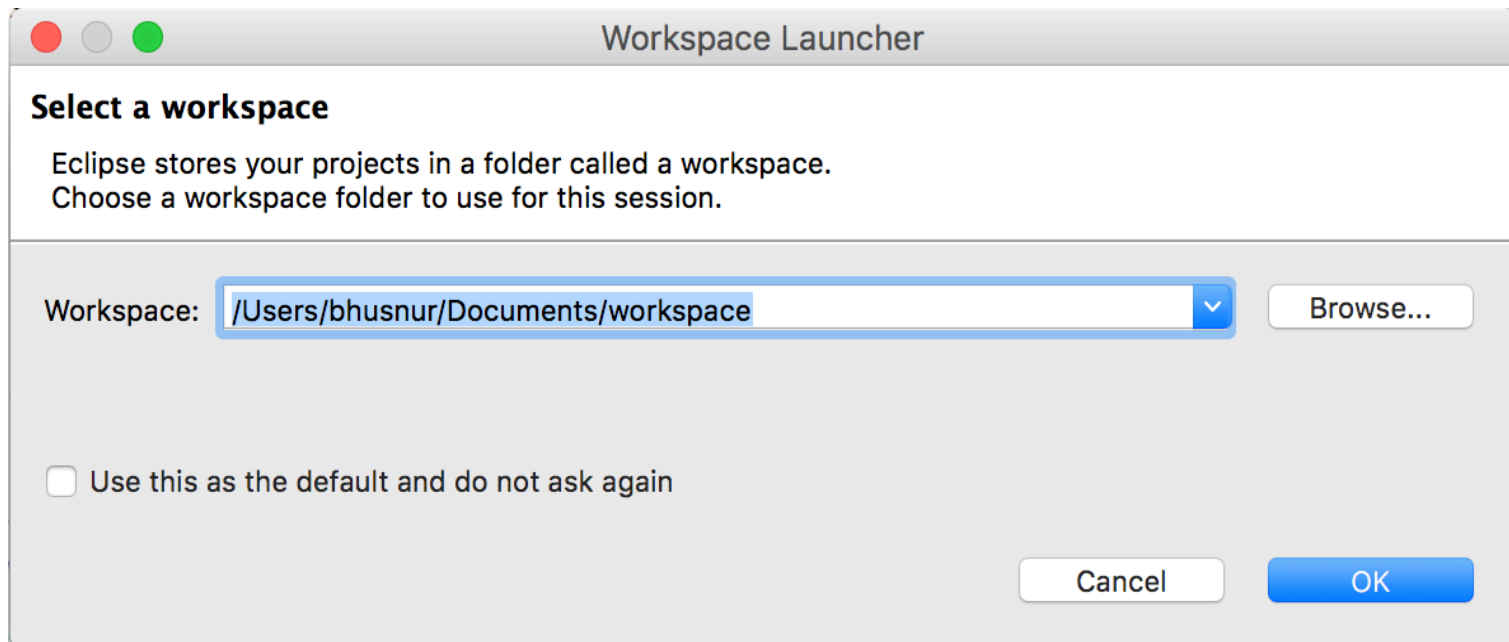 Workspace Launcher
Select a workspace
Eclipse stores your projects in a folder called a workspace.
Choose a workspace folder to use for this session.
Workspace: /Users/bhusnur/Documents/workspace Browse...
Use this as the default and do not ask again
Cancel OK